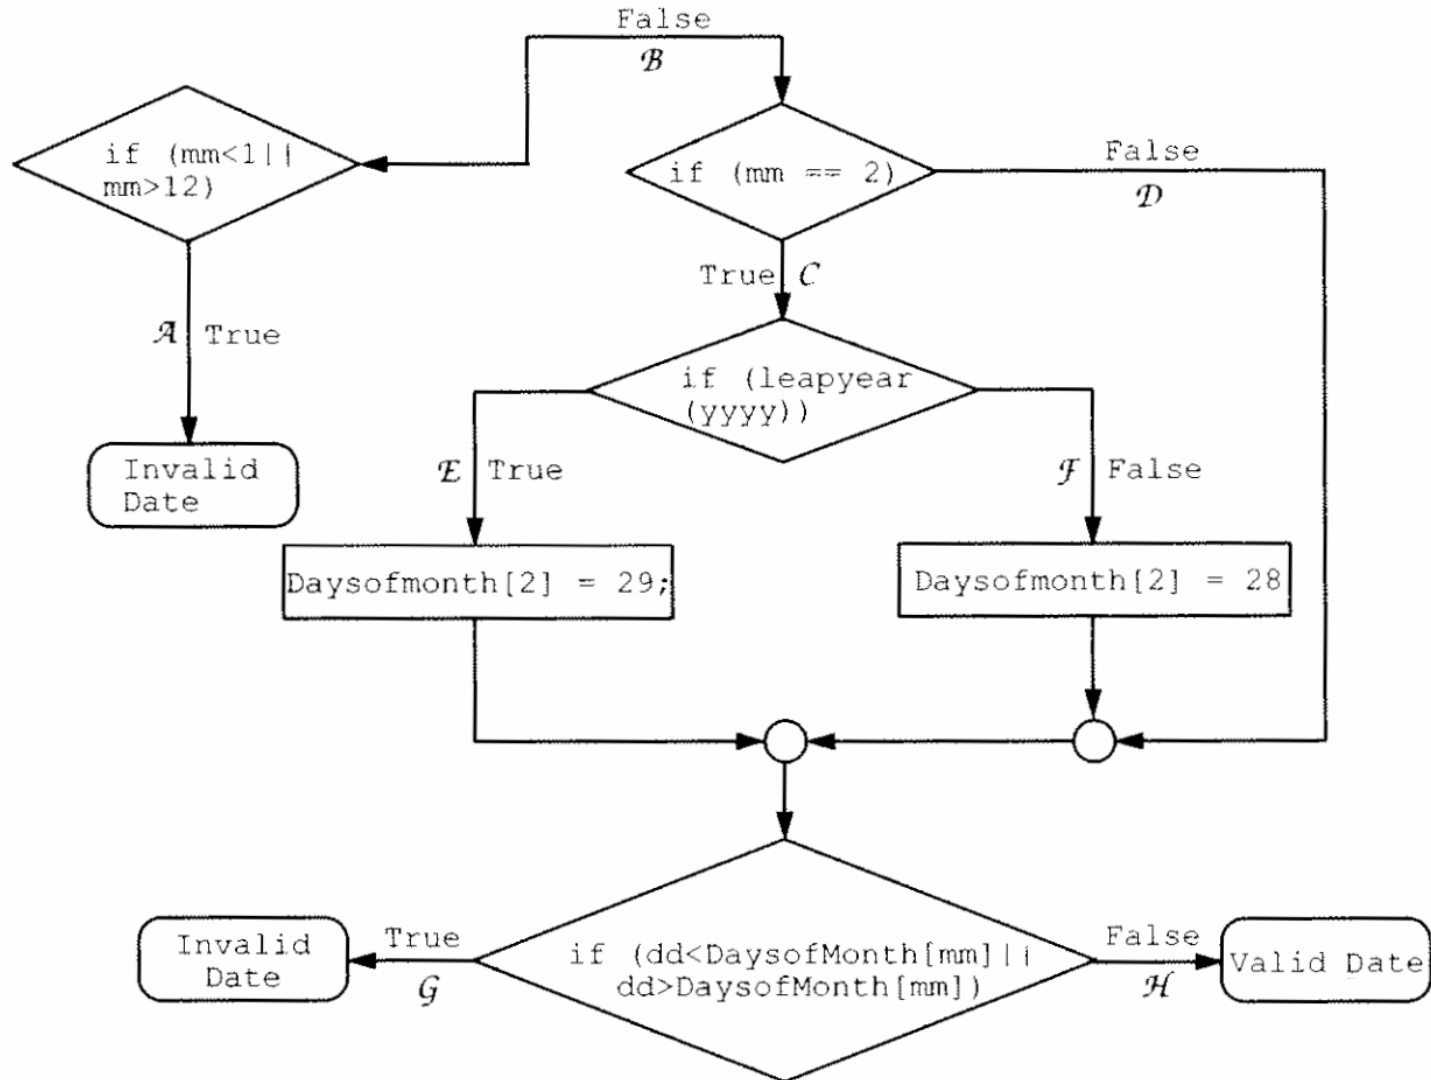 False
B
if (mm<1||
mm>12)
if (mm == 2)
False
D
True C
A True
if (leapyear
(yyyy))
Invalid
Date
E True
F False
Daysofmonth[2] = 29;
Daysofmonth[2] = 28
Invalid
Date
True
G
if (dd<DaysofMonth[mm]||
dd>DaysofMonth[mm])
False
H
Valid Date